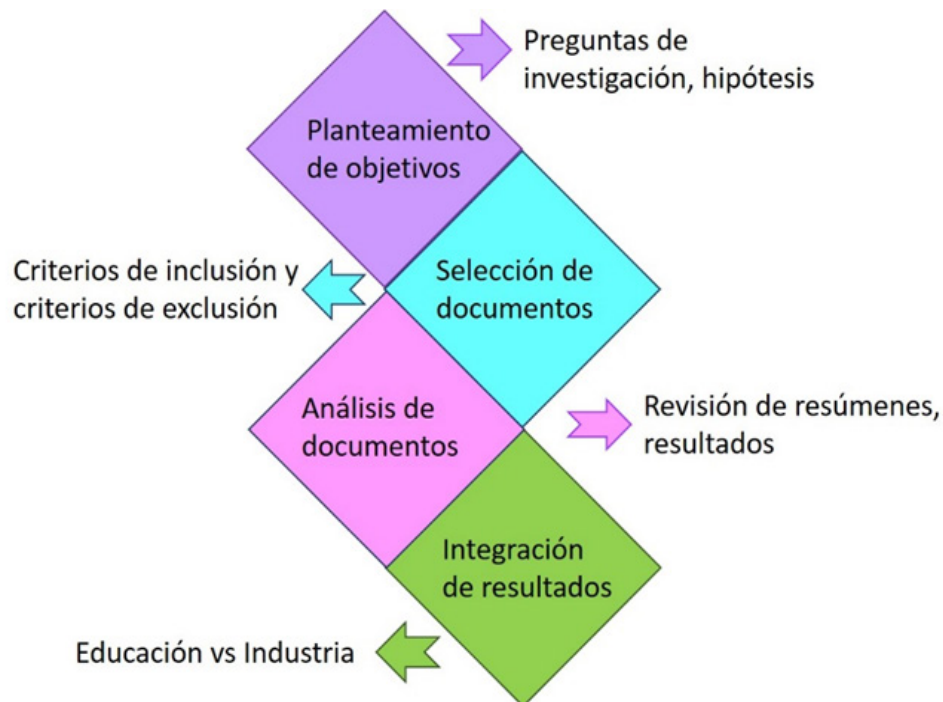 Preguntas de
investigación, hipótesis
Planteamiento
de objetivos
Criterios de inclusión y
criterios de exclusión
Selección de
documentos
Análisis de
documentos
Revisión de resúmenes,
resultados
Integración
de resultados
Educación vs Industria